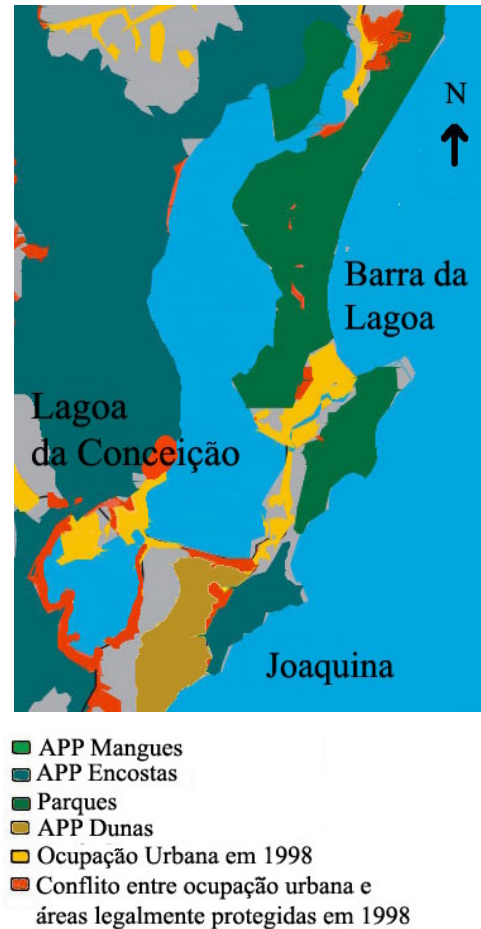 N
Barra da
Lagoa
Lagoa
da Conceição
Joaquina
APP Mangues
APP Encostas
Parques
APP Dunas
Ocupação Urbana em 1998
Conflito entre ocupação urbana e
áreas legalmente protegidas em 1998